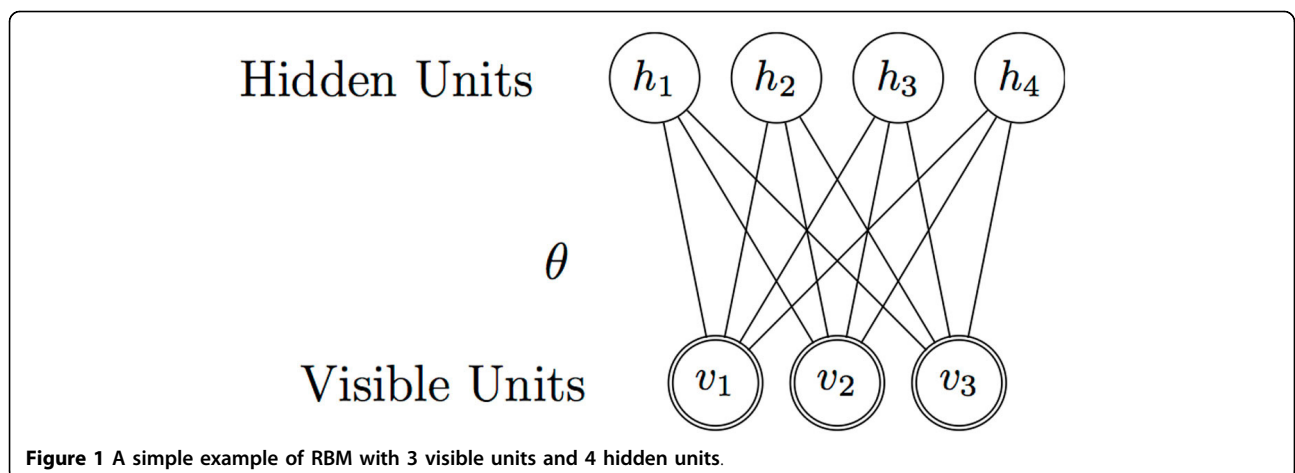 Hidden Units h₁ h₂ h₃ h₄
θ
Visible Units v₁ v₂ v₃
Figure 1 A simple example of RBM with 3 visible units and 4 hidden units.